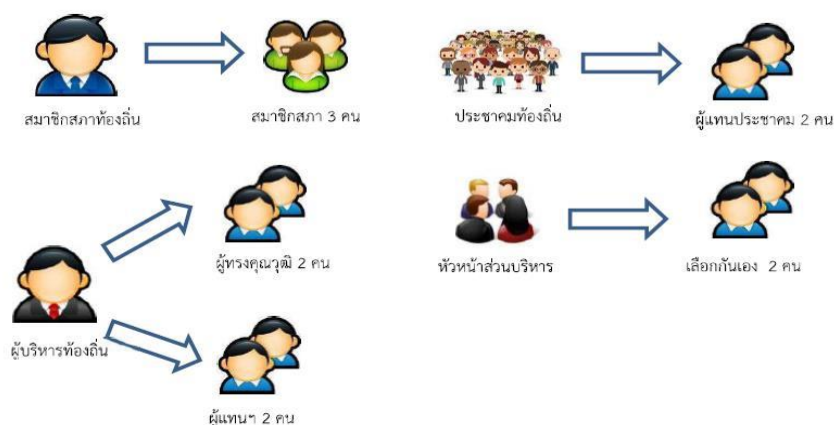 สมาชิกสภาท้องถิ่น
สมาชิกสภา 3 คน
ประชาคมท้องถิ่น
ผู้แทนประชาคม 2 คน
ผู้ทรงคุณวุฒิ 2 คน
หัวหน้าส่วนบริหาร
เลือกกันเอง 2 คน
ผู้บริหารท้องถิ่น
ผู้แทนฯ 2 คน